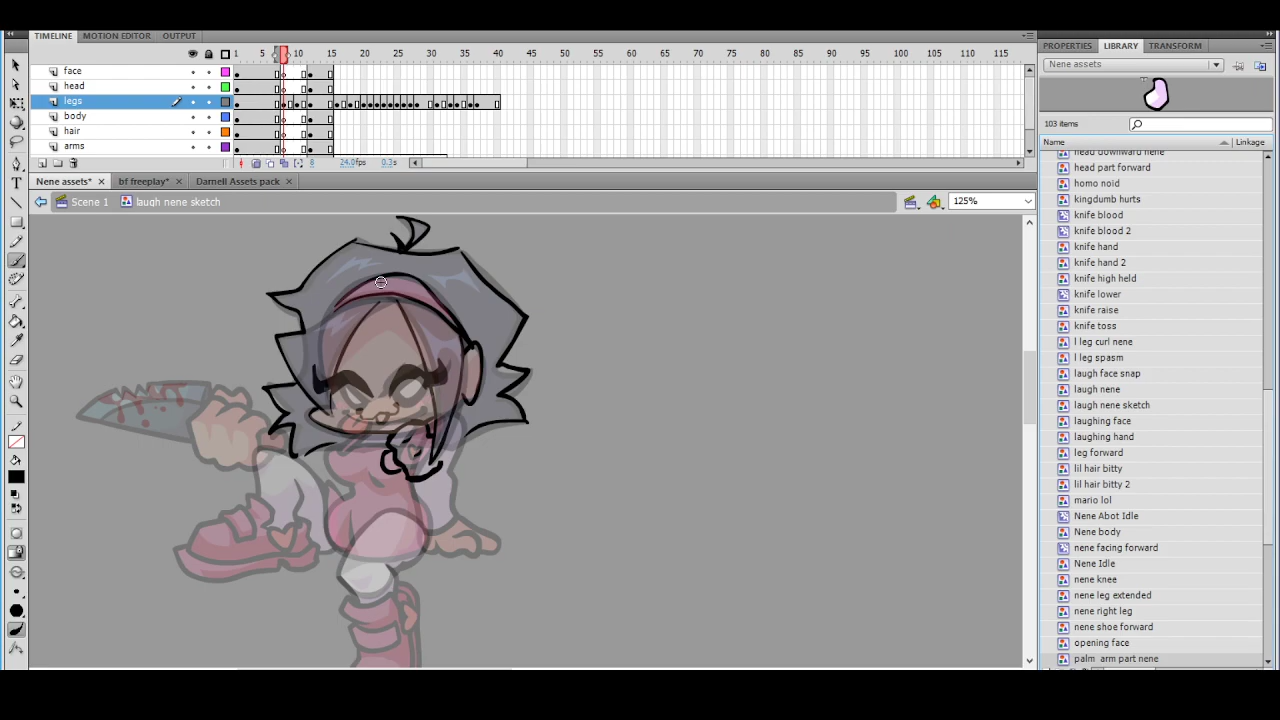 TIMELINE MOTION EDITOR OUTPUT
PROPERTIES LIBRARY TRANSFORM
1 5 10 15 20 25 30 35 40 45 50 55 60 65 70 75 80 85 90 95 100 105 110 115
Nene assets
face
head
legs
body
hair
arms
103 items
Name Linkage
8 24.0fps 0.3s
Nene assets* bf freeplay* Darnell Assets pack
Scene 1 laugh nene sketch 125%
head downward nene
head part forward
homo noid
kingdumb hurts
knife blood
knife blood 2
knife hand
knife hand 2
knife high held
knife lower
knife raise
knife toss
l leg curl nene
l leg spasm
laugh face snap
laugh nene
laugh nene sketch
laughing face
laughing hand
leg forward
lil hair bitty
lil hair bitty 2
mario lol
Nene Abot Idle
Nene body
nene facing forward
Nene Idle
nene knee
nene leg extended
nene right leg
nene shoe forward
opening face
palm arm part nene